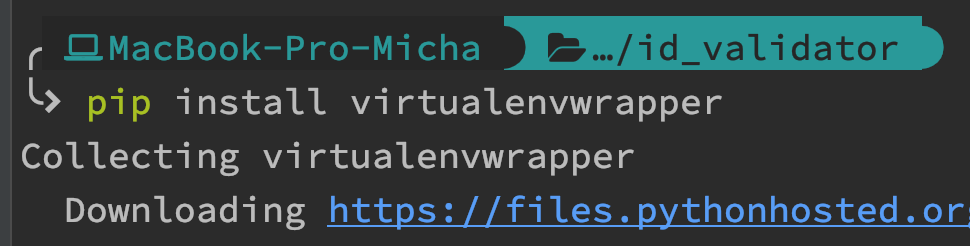 MacBook-Pro-Micha …/id_validator
pip install virtualenvwrapper
Collecting virtualenvwrapper
Downloading https://files.pythonhosted.or